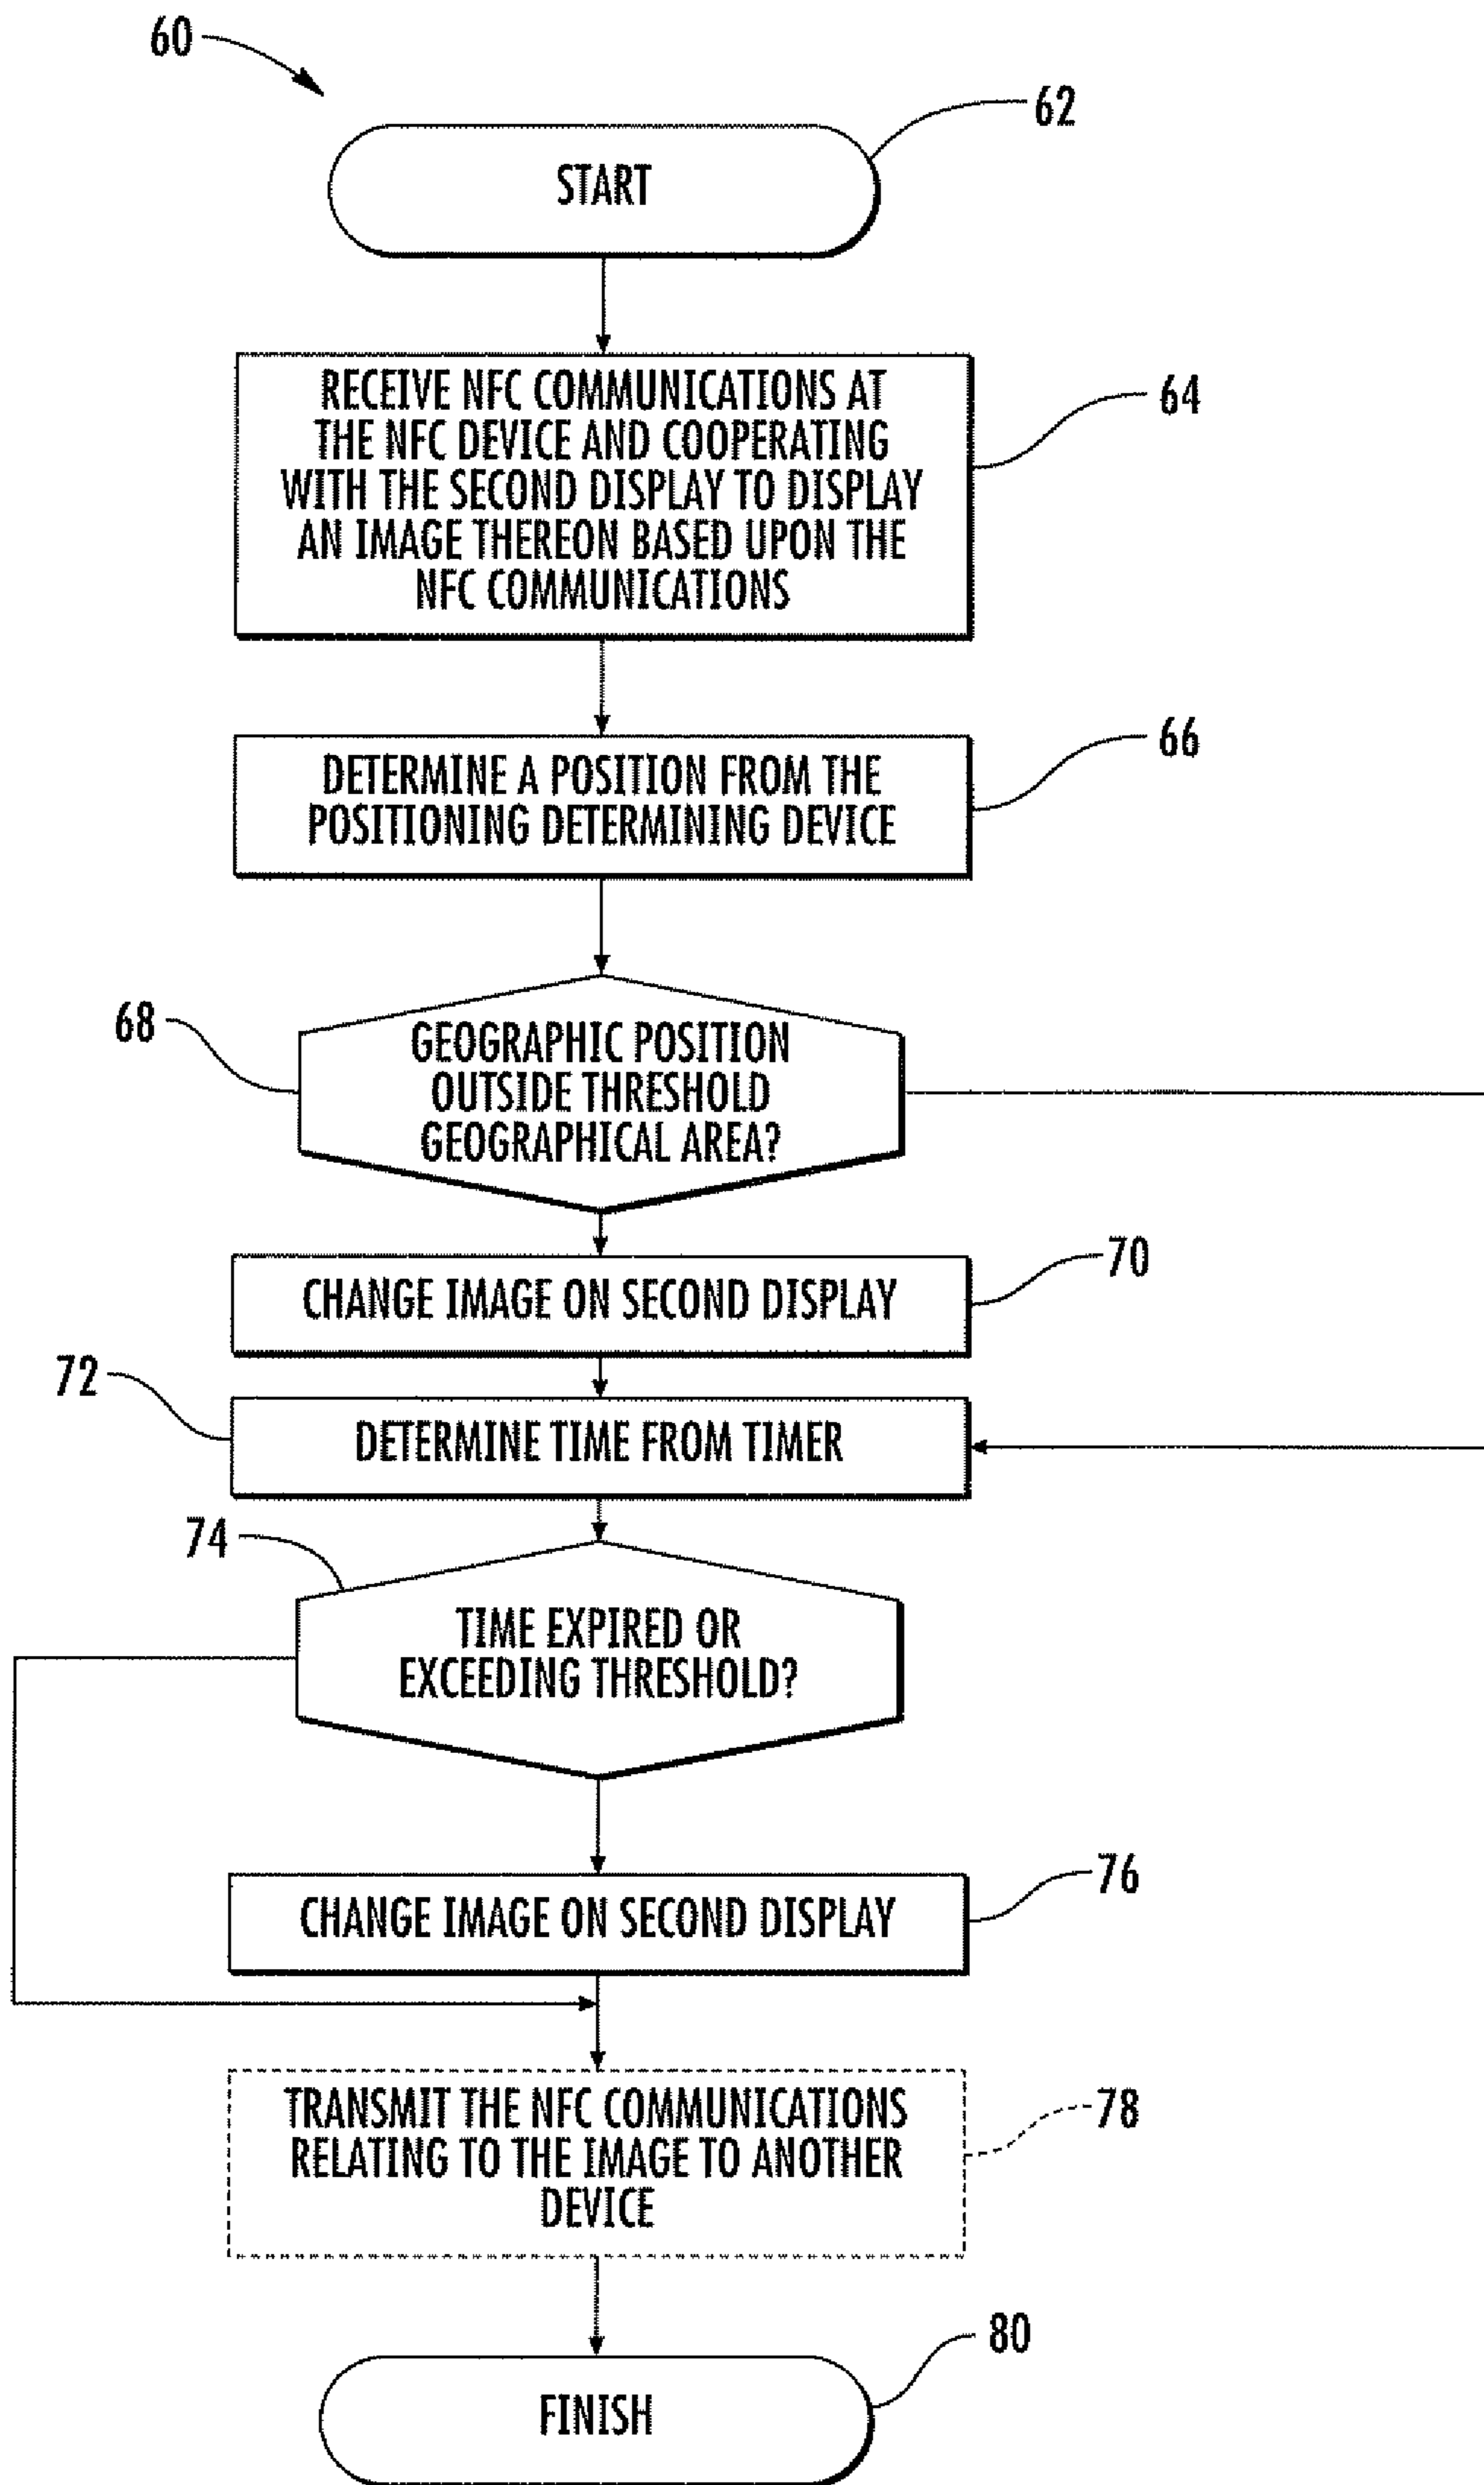 60
62
START
RECEIVE NFC COMMUNICATIONS AT
THE NFC DEVICE AND COOPERATING
WITH THE SECOND DISPLAY TO DISPLAY
AN IMAGE THEREON BASED UPON THE
NFC COMMUNICATIONS
64
DETERMINE A POSITION FROM THE
POSITIONING DETERMINING DEVICE
66
68
GEOGRAPHIC POSITION
OUTSIDE THRESHOLD
GEOGRAPHICAL AREA?
CHANGE IMAGE ON SECOND DISPLAY
70
72
DETERMINE TIME FROM TIMER
74
TIME EXPIRED OR
EXCEEDING THRESHOLD?
CHANGE IMAGE ON SECOND DISPLAY
76
TRANSMIT THE NFC COMMUNICATIONS
RELATING TO THE IMAGE TO ANOTHER
DEVICE
78
80
FINISH